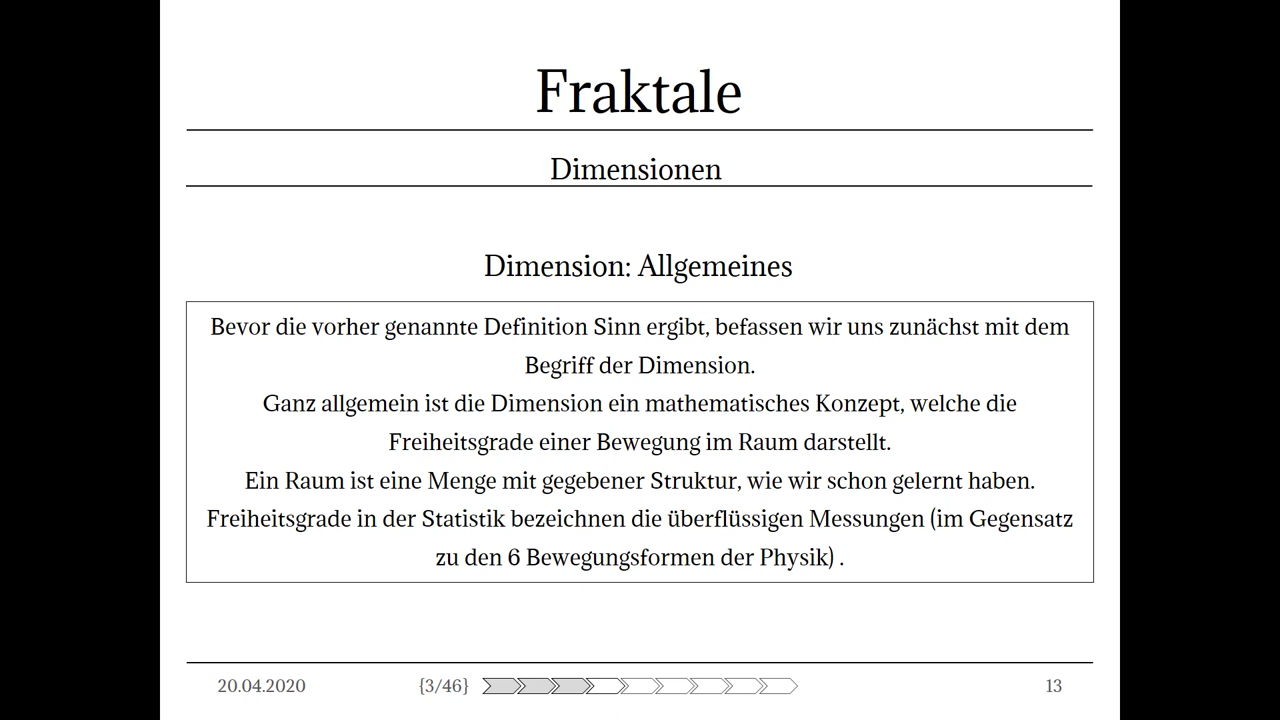 Fraktale
Dimensionen
Dimension: Allgemeines
Bevor die vorher genannte Definition Sinn ergibt, befassen wir uns zunächst mit dem
Begriff der Dimension.
Ganz allgemein ist die Dimension ein mathematisches Konzept, welche die
Freiheitsgrade einer Bewegung im Raum darstellt.
Ein Raum ist eine Menge mit gegebener Struktur, wie wir schon gelernt haben.
Freiheitsgrade in der Statistik bezeichnen die überflüssigen Messungen (im Gegensatz
zu den 6 Bewegungsformen der Physik) .
20.04.2020 {3/46} 13